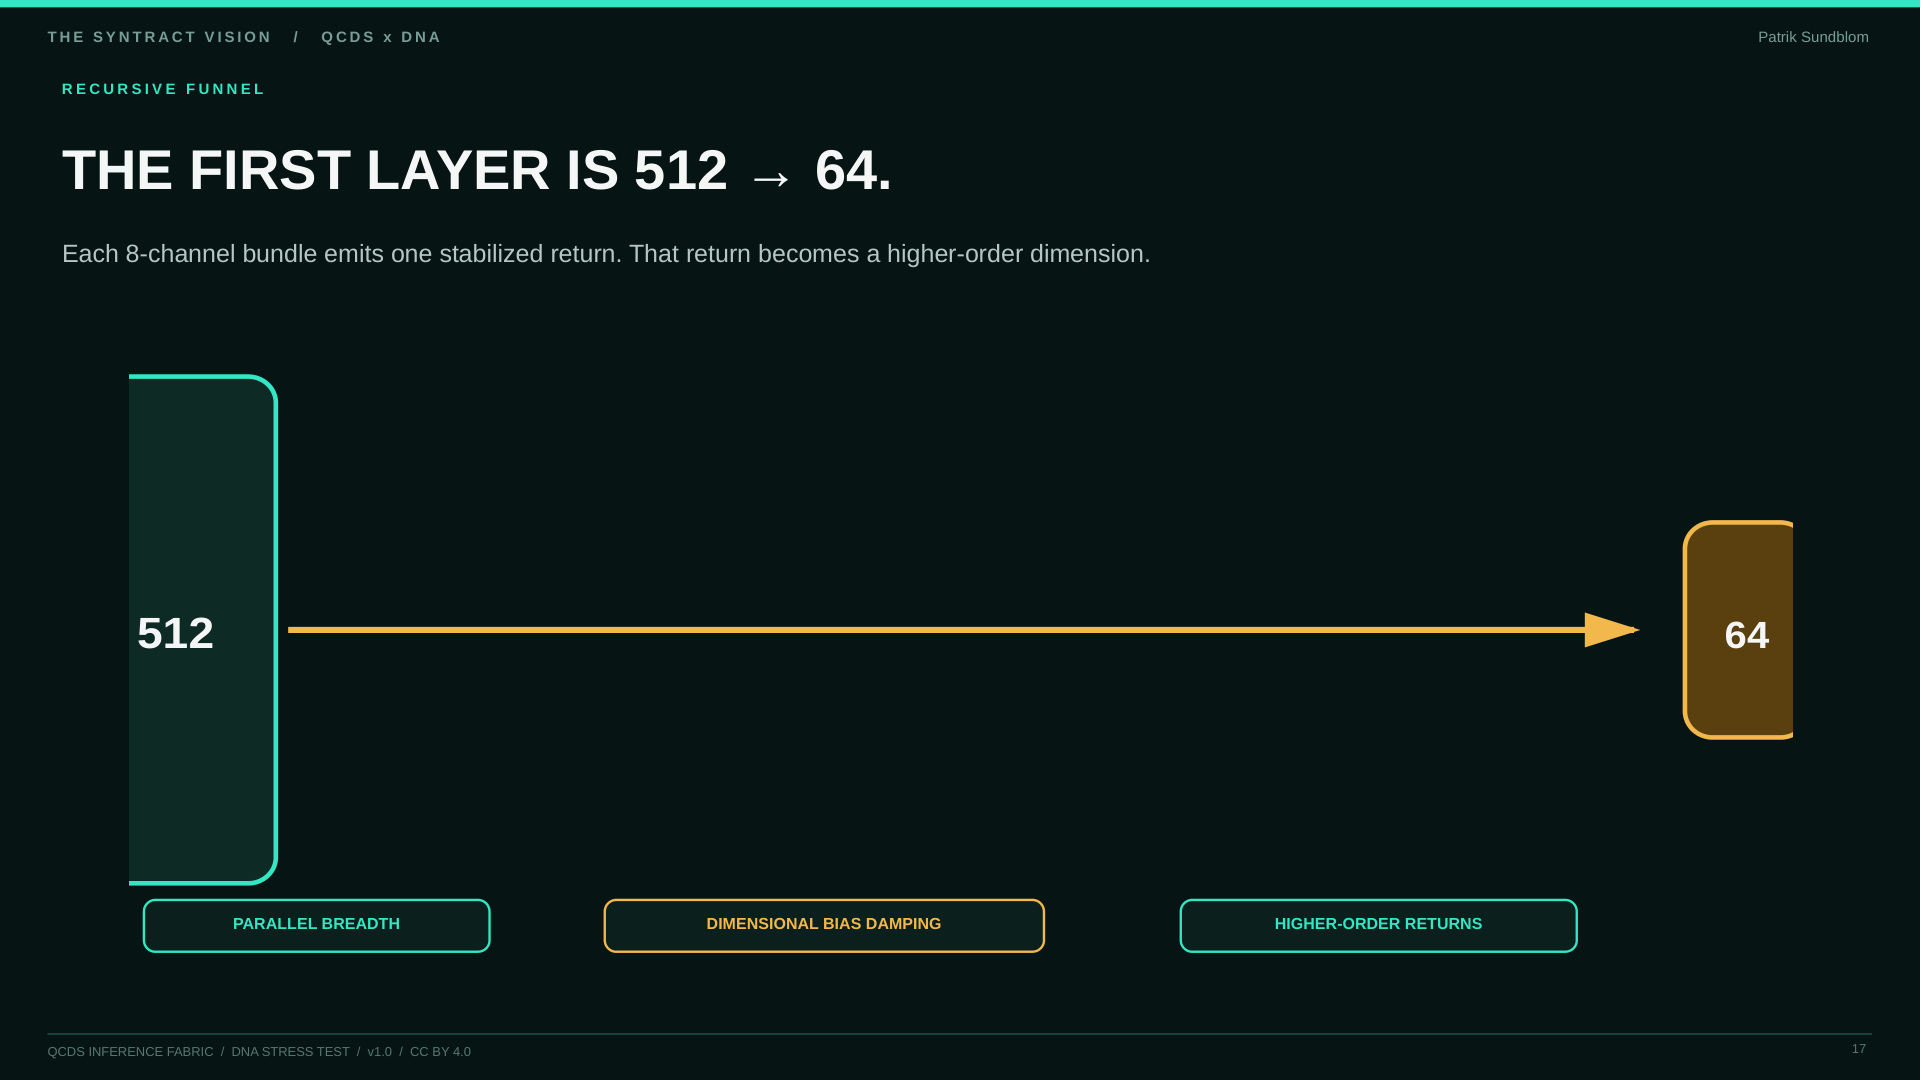 THE SYNTRACT VISION / QCDS x DNA
Patrik Sundblom
RECURSIVE FUNNEL
THE FIRST LAYER IS 512 → 64.
Each 8-channel bundle emits one stabilized return. That return becomes a higher-order dimension.
512
64
PARALLEL BREADTH
DIMENSIONAL BIAS DAMPING
HIGHER-ORDER RETURNS
QCDS INFERENCE FABRIC / DNA STRESS TEST / v1.0 / CC BY 4.0
17